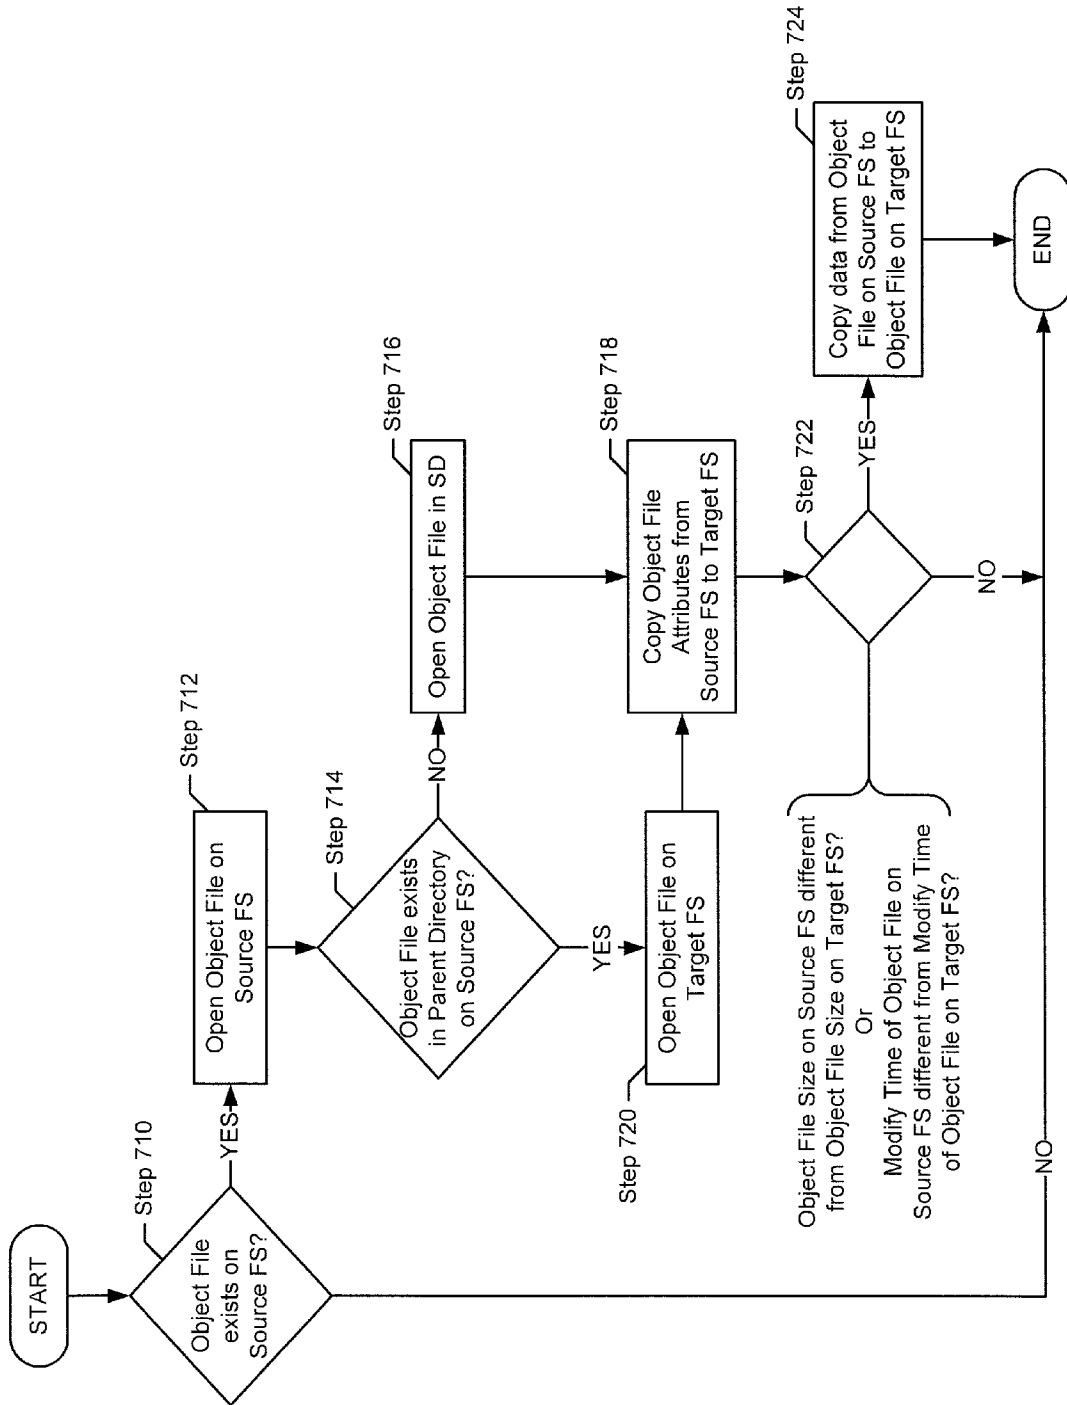 START
Step 710
Object File
exists on
Source FS?
YES
NO
Step 712
Open Object File on
Source FS
Step 714
Object File exists
in Parent Directory
on Source FS?
NO
YES
Step 716
Open Object File in SD
Step 720
Open Object File on
Target FS
Step 718
Copy Object File
Attributes from
Source FS to Target FS
Step 722
Object File Size on Source FS different
from Object File Size on Target FS?
Or
Modify Time of Object File on
Source FS different from Modify Time
of Object File on Target FS?
YES
NO
Step 724
Copy data from Object
File on Source FS to
Object File on Target FS
END